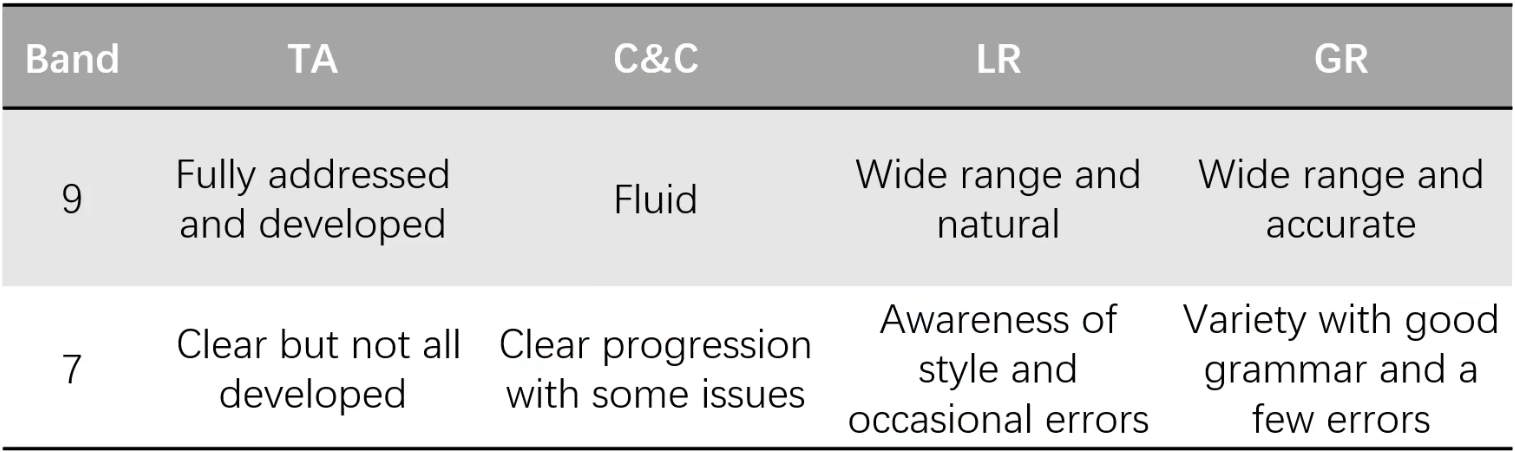 Band TA C&C LR GR
9 Fully addressed and developed Fluid Wide range and natural Wide range and accurate
7 Clear but not all developed Clear progression with some issues Awareness of style and occasional errors Variety with good grammar and a few errors